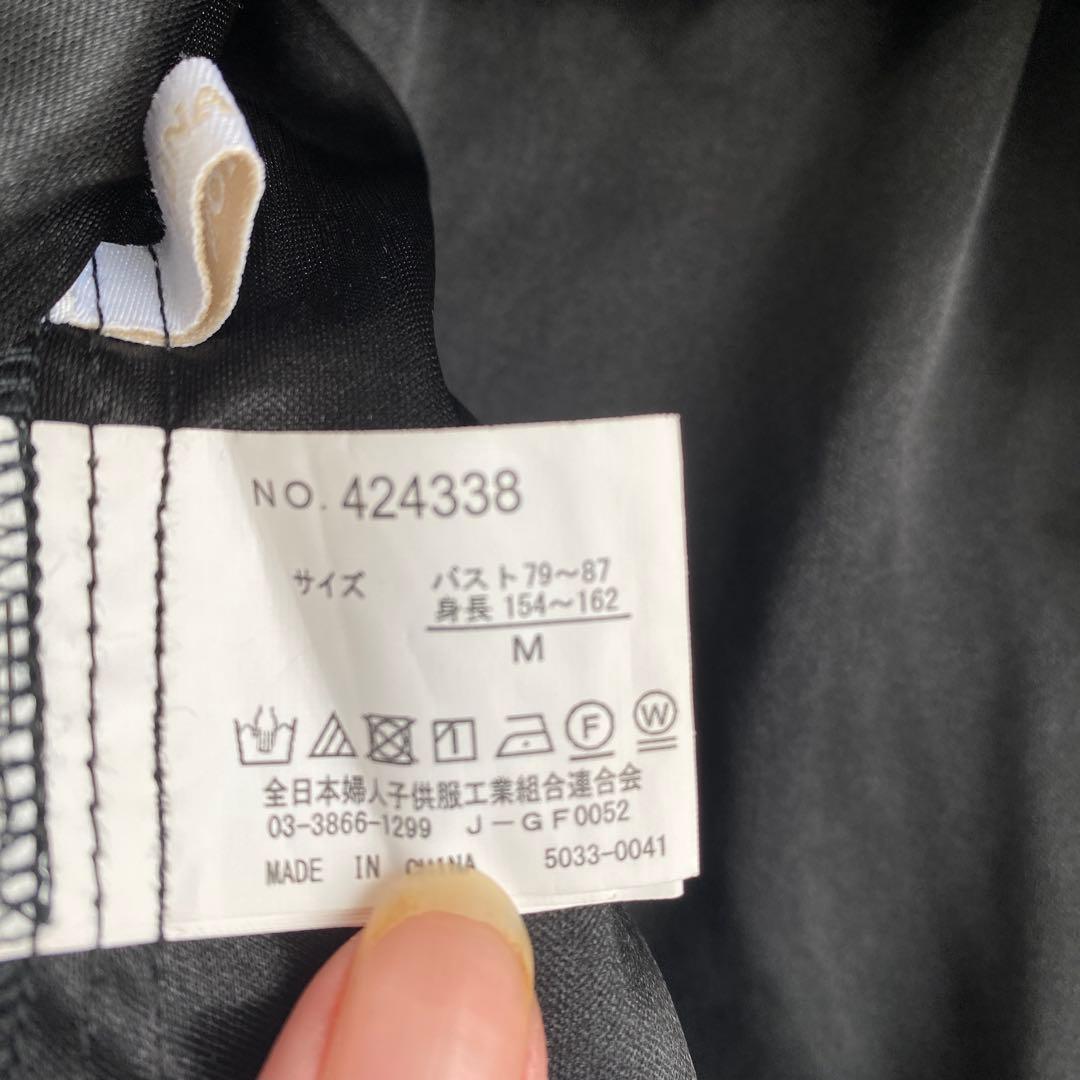 NO. 424338
サイズ
バスト79〜87
身長 154〜162
M
F W
全日本婦人子供服工業組合連合会
03-3866-1299 J-GF0052
MADE IN CHINA 5033-0041